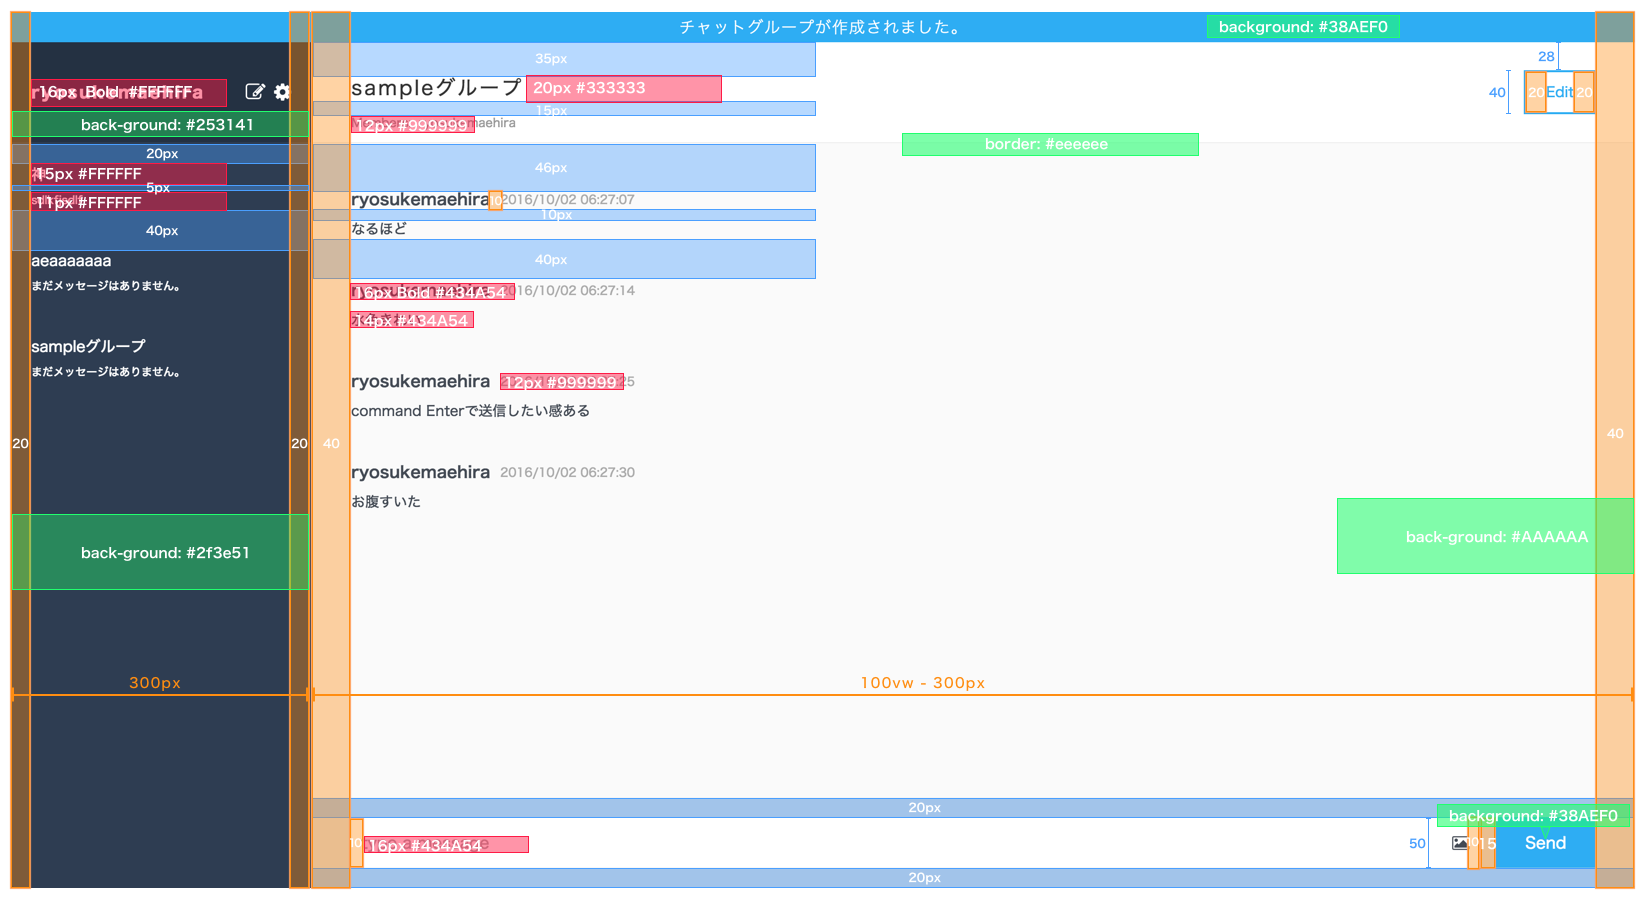 チャットグループが作成されました。
background: #38AEF0
35px
28
ryosukemaehira
16px Bold #FFFFFF
sampleグループ
20px #333333
40
20
Edit
20
15px
back-ground: #253141
12px #999999
maehira
border: #eeeeee
20px
46px
15px #FFFFFF
5px
11px #FFFFFF
ryosukemaehira
10
2016/10/02 06:27:07
10px
40px
なるほど
40px
aeaaaaaaa
まだメッセージはありません。
16px Bold #434A54
2016/10/02 06:27:14
14px #434A54
sampleグループ
まだメッセージはありません。
ryosukemaehira
12px #999999
25
command Enterで送信したい感ある
20
20
40
40
ryosukemaehira
2016/10/02 06:27:30
お腹すいた
back-ground: #AAAAAA
back-ground: #2f3e51
300px
100vw - 300px
20px
background: #38AEF0
10
16px #434A54
50
10
15
Send
20px